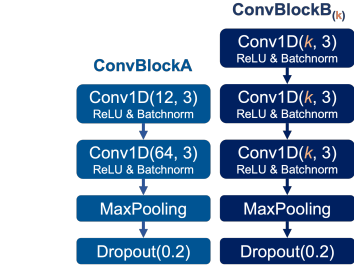 ConvBlockA
Conv1D(12, 3)
ReLU & Batchnorm
Conv1D(64, 3)
ReLU & Batchnorm
MaxPooling
Dropout(0.2)
ConvBlockB(k)
Conv1D(k, 3)
ReLU & Batchnorm
Conv1D(k, 3)
ReLU & Batchnorm
Conv1D(k, 3)
ReLU & Batchnorm
MaxPooling
Dropout(0.2)